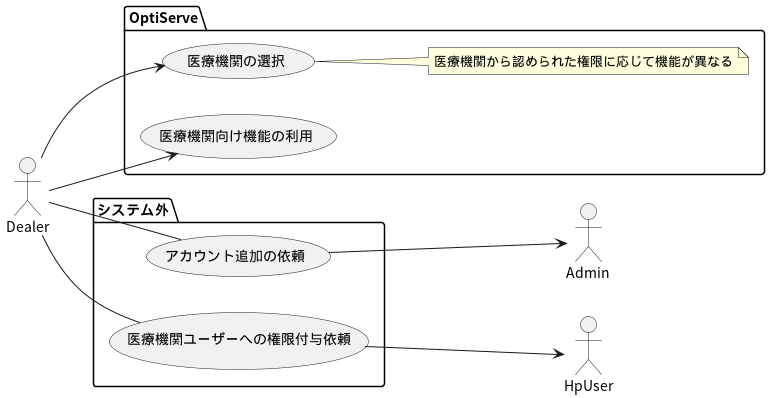 OptiServe
医療機関の選択
医療機関から認められた権限に応じて機能が異なる
医療機関向け機能の利用
Dealer
システム外
アカウント追加の依頼
Admin
医療機関ユーザーへの権限付与依頼
HpUser